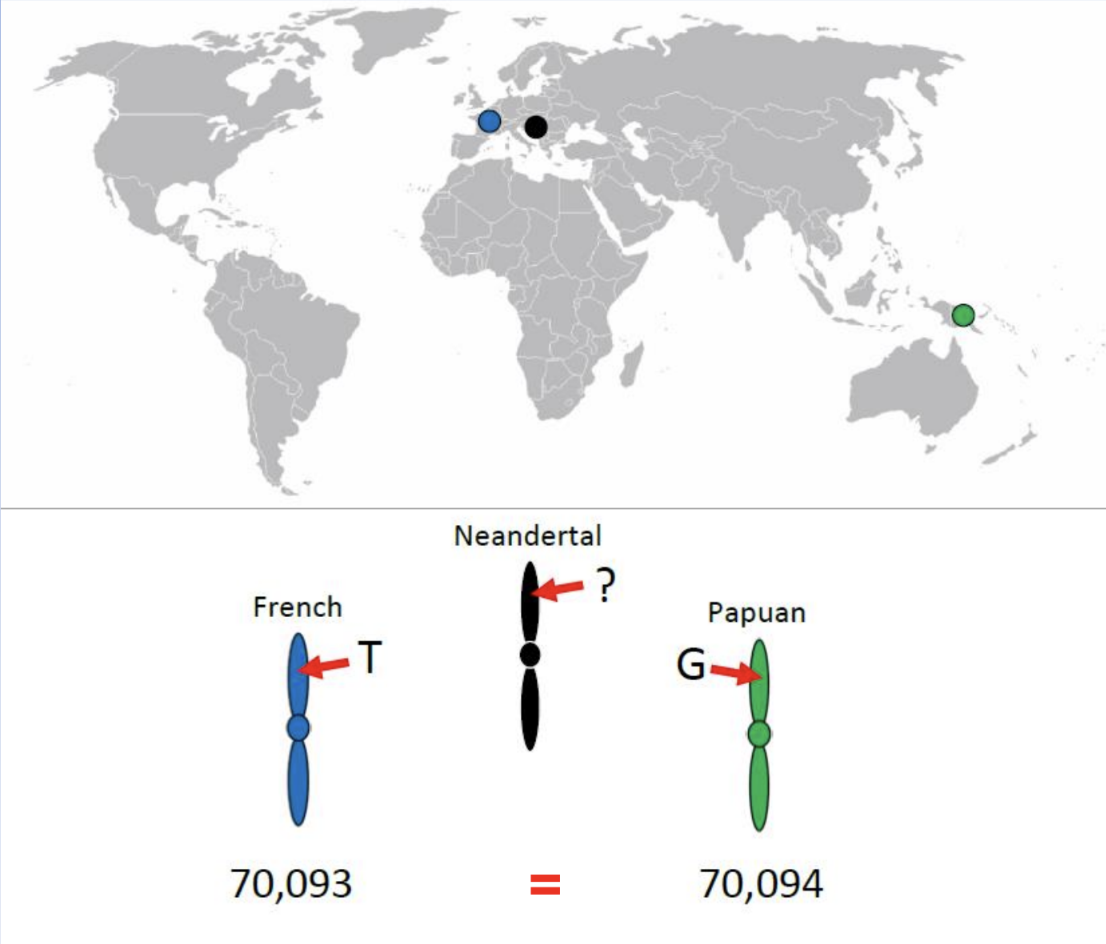 Neandertal
?
French
Papuan
T
G
70,093 = 70,094